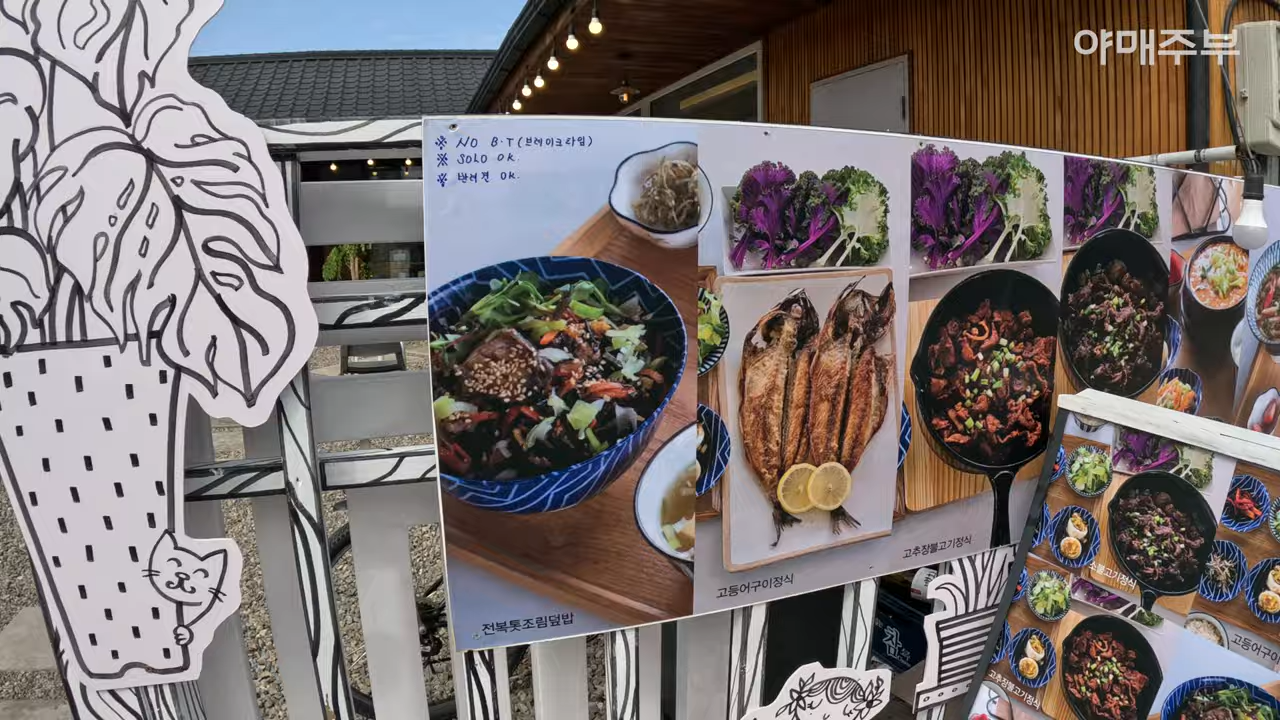 야매주부
※ NO B·T (브레이크타임)
※ SOLO OK.
※ 반려견 OK.
전복톳조림덮밥
고등어구이정식
고추장불고기정식
소불고기정식
고등어구이
고추장불고기정식
참